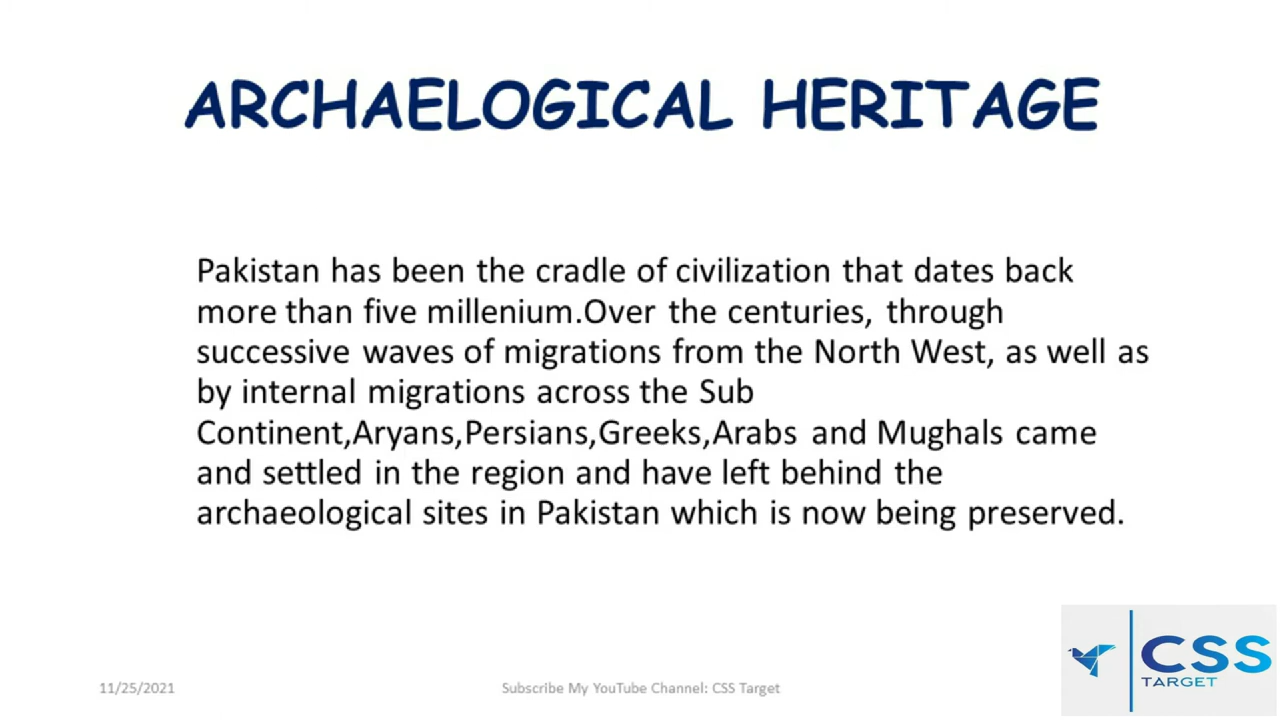 ARCHAELOGICAL HERITAGE
Pakistan has been the cradle of civilization that dates back
more than five millenium.Over the centuries, through
successive waves of migrations from the North West, as well as
by internal migrations across the Sub
Continent,Aryans,Persians,Greeks,Arabs and Mughals came
and settled in the region and have left behind the
archaeological sites in Pakistan which is now being preserved.
11/25/2021
Subscribe My YouTube Channel: CSS Target
CSS
TARGET